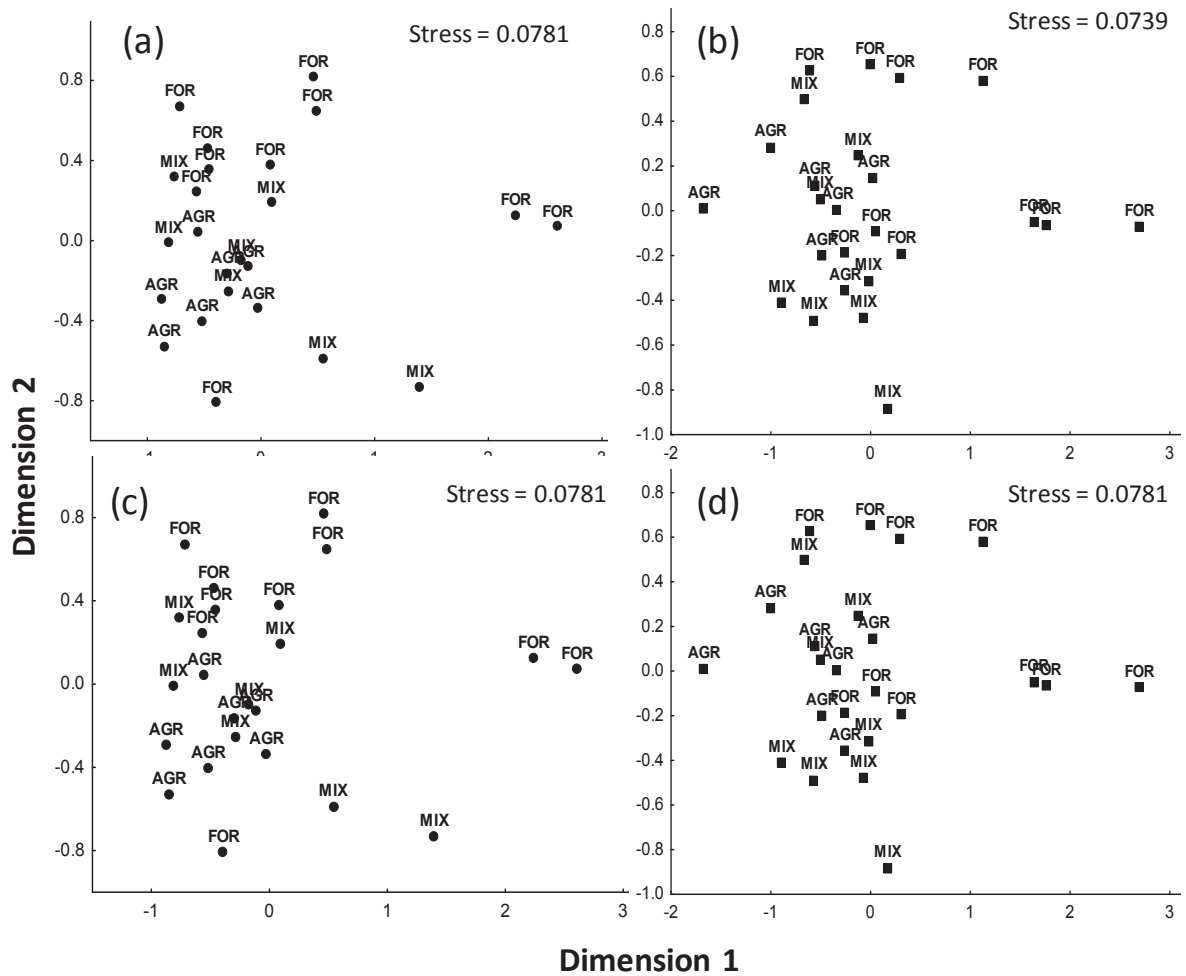 (a) Stress = 0.0781
FOR
0.8
FOR FOR
FOR
0.4 FOR FOR
MIX FOR
MIX
FOR FOR
AGR
0.0 MIX
MIX
AGR AGR
AGR MIX
AGR AGR
-0.4
AGR
MIX
MIX
FOR
-0.8
-1 0 1 2 3
(b) Stress = 0.0739
0.8
FOR FOR FOR FOR
0.6
MIX
0.4
AGR MIX
0.2 AGR AGR
MIX
AGR AGR
0.0 FOR FOR FOR
FOR
AGR FOR FOR
-0.2
MIX
AGR
-0.4 MIX MIX MIX
-0.6
-0.8 MIX
-1.0
-2 -1 0 1 2 3
Dimension 2
(c) Stress = 0.0781
FOR
0.8
FOR FOR
FOR
0.4 FOR FOR
MIX FOR
MIX
FOR FOR
AGR
0.0 MIX
MIX
AGR AGR
AGR MIX
AGR AGR
-0.4
AGR
MIX
MIX
FOR
-0.8
-1 0 1 2 3
(d) Stress = 0.0781
0.8
FOR FOR FOR FOR
0.6
MIX
0.4
AGR MIX
0.2 AGR AGR
MIX
AGR AGR
0.0 FOR FOR FOR
FOR
AGR FOR FOR
-0.2
MIX
AGR
-0.4 MIX MIX MIX
-0.6
-0.8 MIX
-1.0
-2 -1 0 1 2 3
Dimension 1